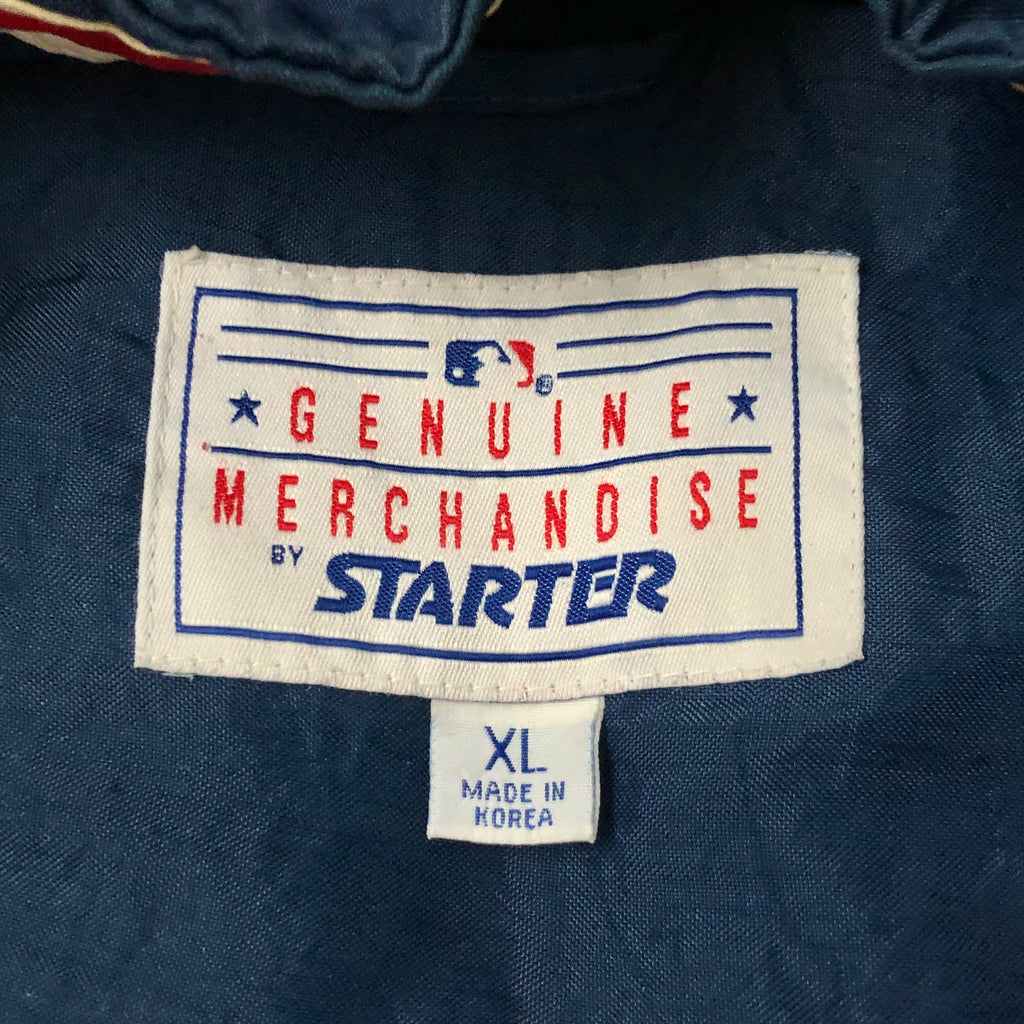 GENUINE
MERCHANDISE
BY STARTER
XL
MADE IN
KOREA